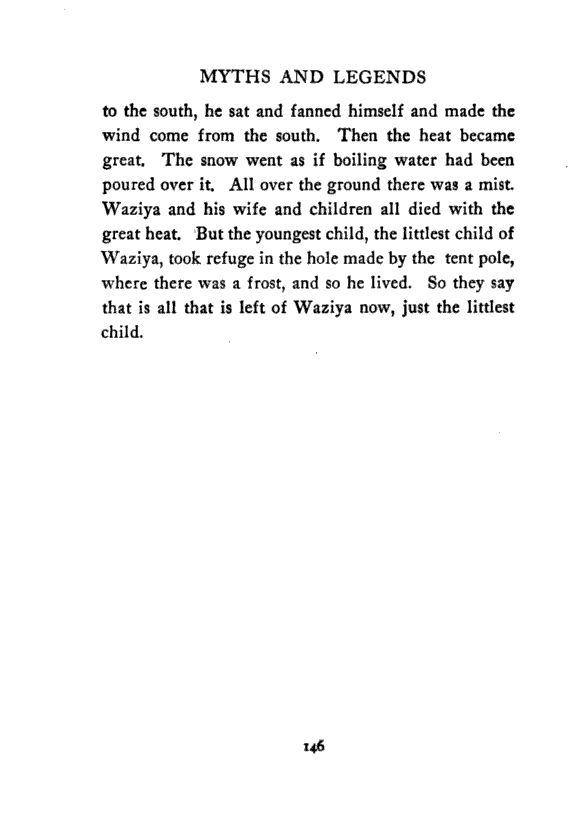 MYTHS AND LEGENDS
to the south, he sat and fanned himself and made the
wind come from the south. Then the heat became
great. The snow went as if boiling water had been
poured over it. All over the ground there was a mist.
Waziya and his wife and children all died with the
great heat. But the youngest child, the littlest child of
Waziya, took refuge in the hole made by the tent pole,
where there was a frost, and so he lived. So they say
that is all that is left of Waziya now, just the littlest
child.
146